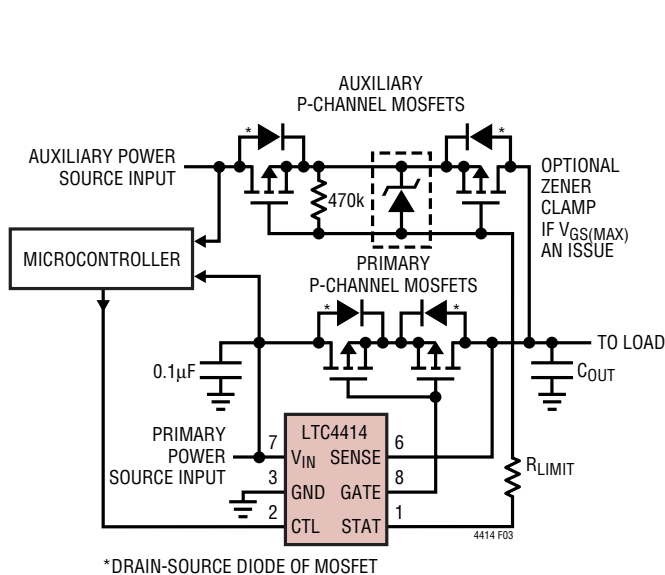 AUXILIARY
P-CHANNEL MOSFETS
*
*
AUXILIARY POWER
SOURCE INPUT
470k
OPTIONAL
ZENER
CLAMP
IF VGS(MAX)
AN ISSUE
MICROCONTROLLER
PRIMARY
P-CHANNEL MOSFETS
*
*
TO LOAD
0.1µF
COUT
PRIMARY
POWER
SOURCE INPUT
LTC4414
7
VIN
SENSE
6
3
GND
GATE
8
2
CTL
STAT
1
RLIMIT
4414 F03
*DRAIN-SOURCE DIODE OF MOSFET